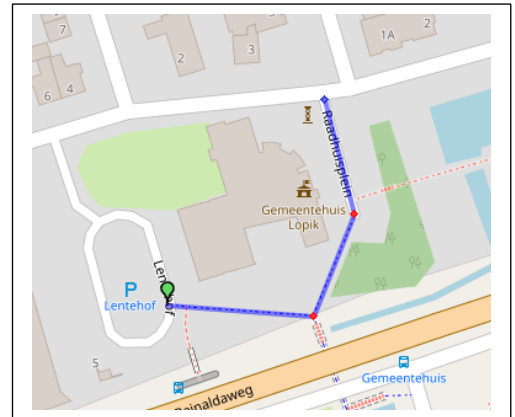 7
6
4
2
3
1A
2
Raadhuisplein
Gemeentehuis
Lopik
Lentehof
P
Lentehof
5
Reinaldaweg
Gemeentehuis